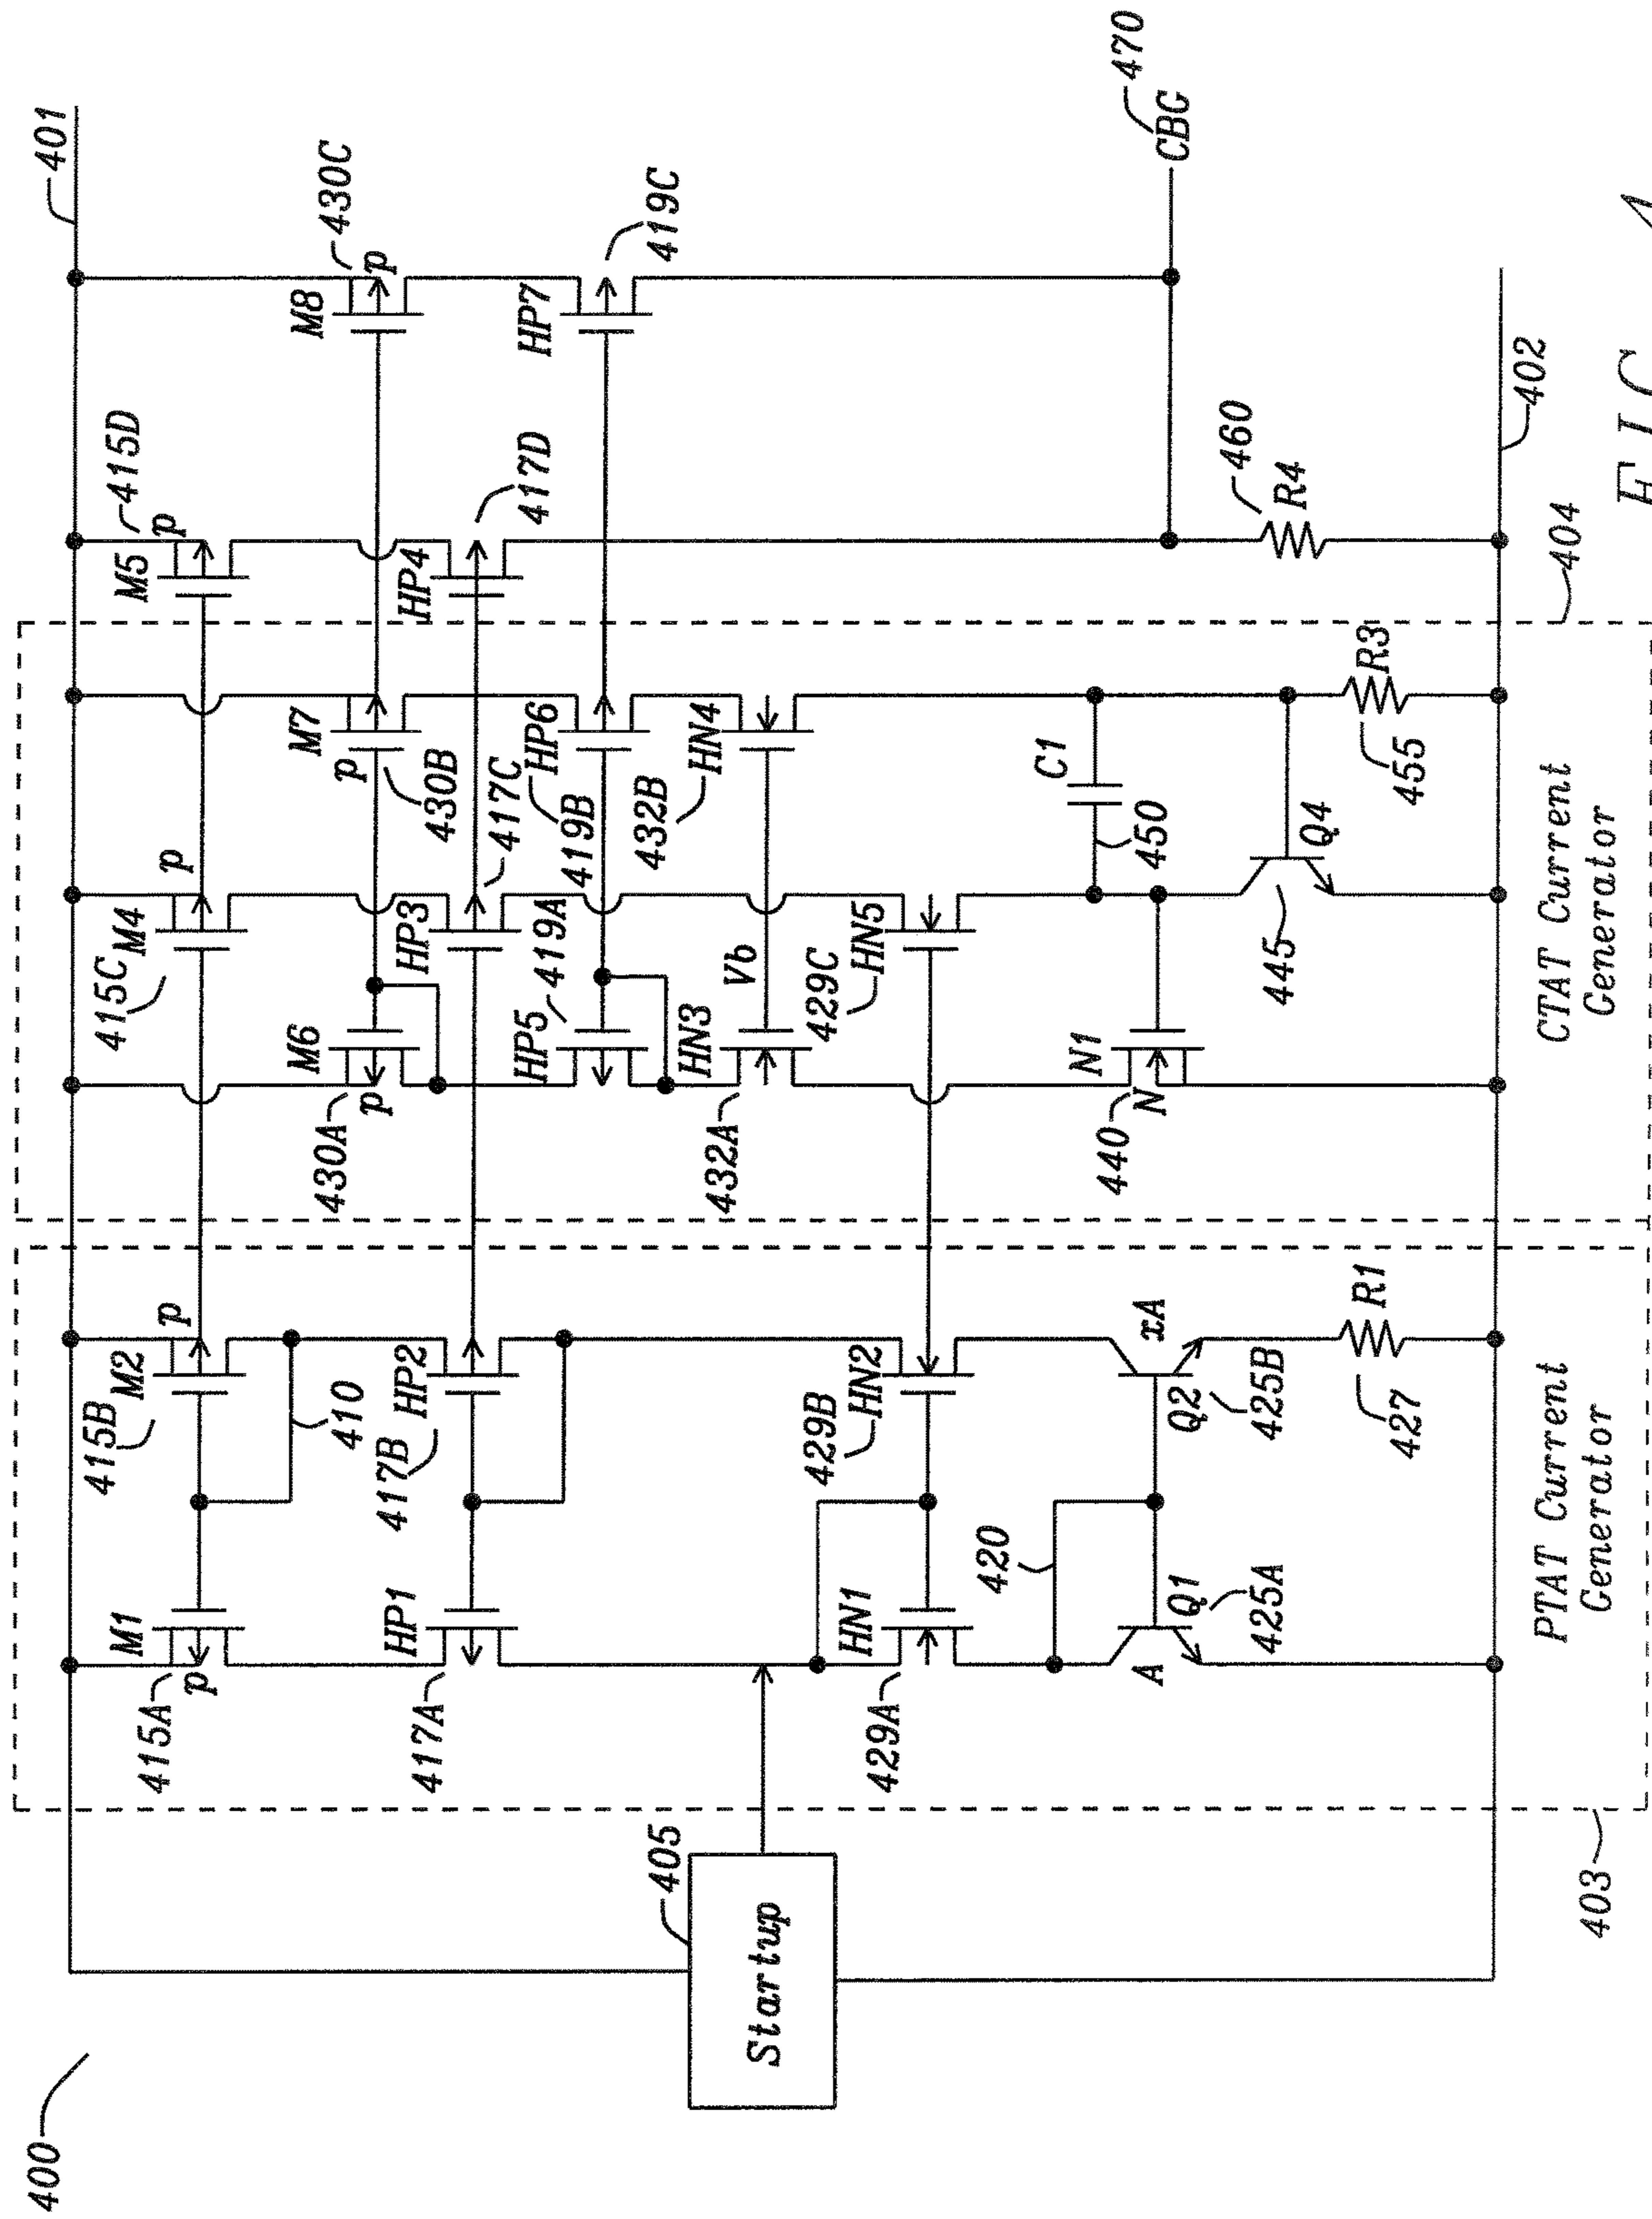 400
401
415A
M1
p
415B
M2
p
415C
M4
p
M5
415D
p
410
430A
M6
p
M7
p
430B
M8
430C
p
417A
HP1
417B
HP2
HP3
417C
HP4
417D
HP5
419A
HP6
419B
HP7
419C
405
Startup
432A
HN3
Vb
432B
HN4
429A
HN1
429B
HN2
429C
HN5
420
440
N1
N
C1
450
CBG
470
A
Q1
425A
Q2
xA
425B
445
Q4
427
R1
455
R3
460
R4
402
403
PTAT Current
Generator
CTAT Current
Generator
404
FIG. 4